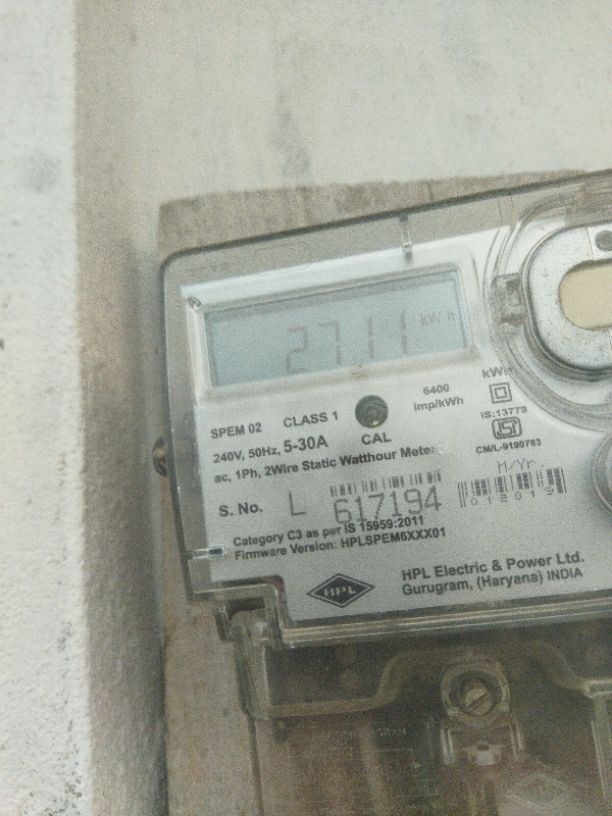 2711 kWh
SPEM 02 CLASS 1
6400
imp/kWh
kWh
240V, 50Hz, 5-30A CAL
IS:13779
ac, 1Ph, 2Wire Static Watthour Meter
CM/L-9190763
M/Yr.
S. No. L 617194
012019
Category C3 as per IS 15959:2011
Firmware Version: HPLSPEM6XXX01
HPL
HPL Electric & Power Ltd.
Gurugram, (Haryana) INDIA